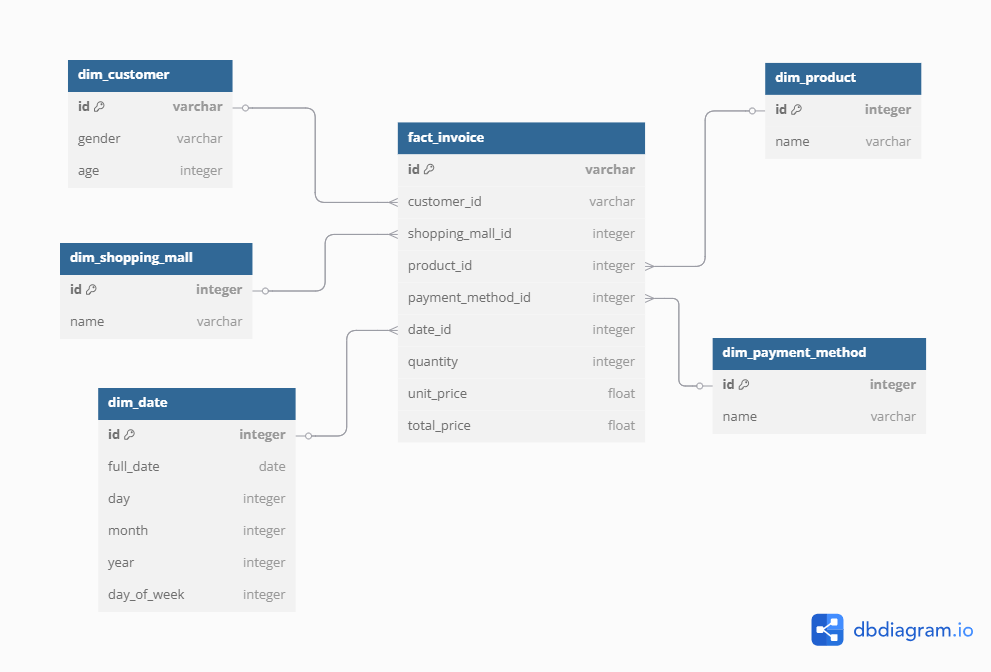 dim_customer
id varchar
gender varchar
age integer
dim_shopping_mall
id integer
name varchar
dim_date
id integer
full_date date
day integer
month integer
year integer
day_of_week integer
fact_invoice
id varchar
customer_id varchar
shopping_mall_id integer
product_id integer
payment_method_id integer
date_id integer
quantity integer
unit_price float
total_price float
dim_product
id integer
name varchar
dim_payment_method
id integer
name varchar
dbdiagram.io